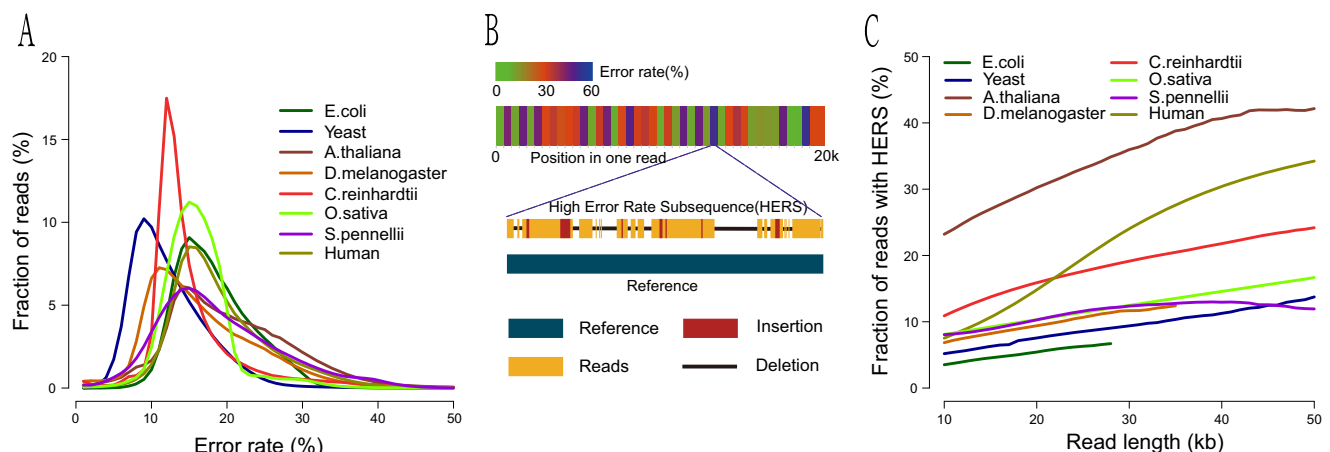 A
Fraction of reads (%)
20
15
10
5
0
0 10 20 30 40 50
Error rate (%)
E.coli
Yeast
A.thaliana
D.melanogaster
C.reinhardtii
O.sativa
S.pennellii
Human
B
Error rate(%)
0 30 60
0 Position in one read 20k
High Error Rate Subsequence(HERS)
Reference
Reference
Insertion
Reads
Deletion
C
Fraction of reads with HERS (%)
50
40
30
20
10
0
10 20 30 40 50
Read length (kb)
E.coli
Yeast
A.thaliana
D.melanogaster
C.reinhardtii
O.sativa
S.pennellii
Human